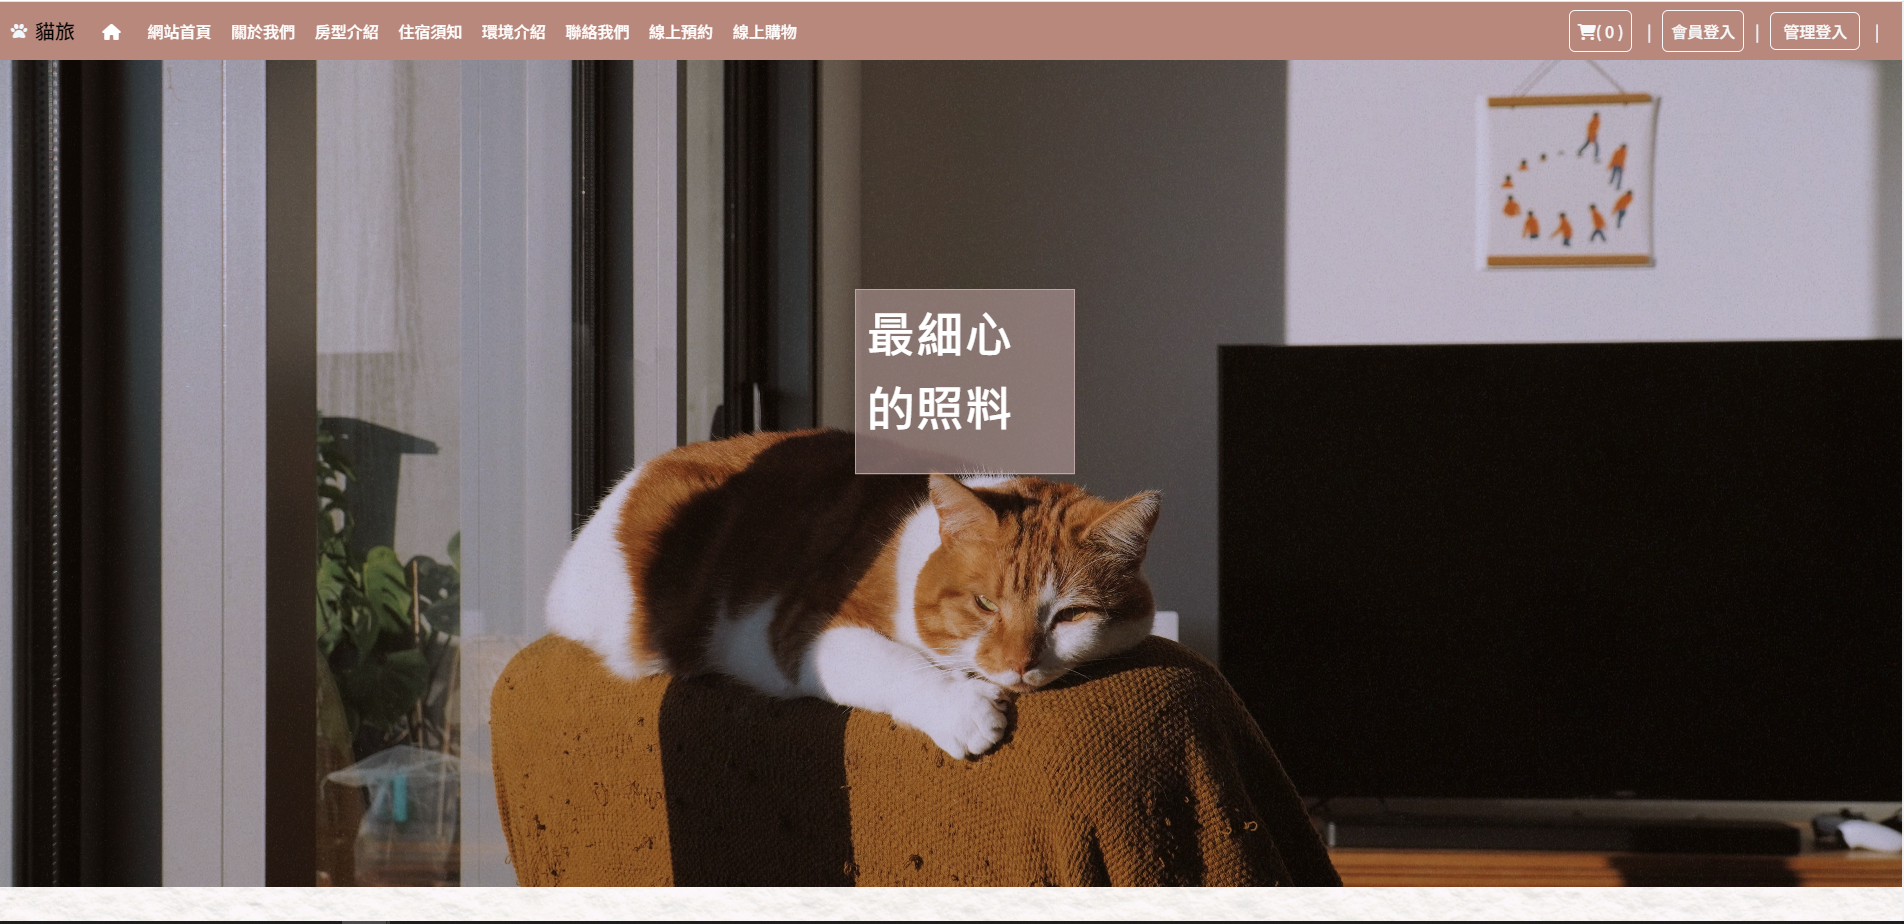 貓旅 網站首頁 關於我們 房型介紹 住宿須知 環境介紹 聯絡我們 線上預約 線上購物 ( 0 ) | 會員登入 | 管理登入 |
最細心
的照料